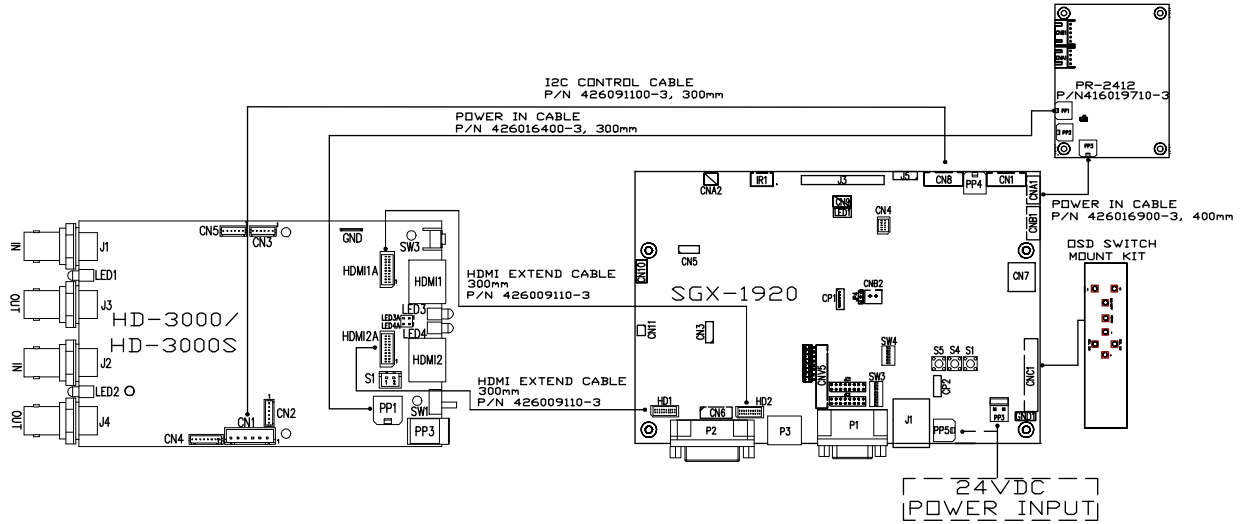 I2C CONTROL CABLE
P/N 426091100-3, 300mm
POWER IN CABLE
P/N 426016400-3, 300mm
PR-2412
P/N416019710-3
PP1
PP2
PP3
POWER IN CABLE
P/N 426016900-3, 400mm
OSD SWITCH
MOUNT KIT
HDMI EXTEND CABLE
300mm
P/N 426009110-3
HDMI EXTEND CABLE
300mm
P/N 426009110-3
HD-3000/
HD-3000S
IN
J1
LED1
OUT
J3
IN
J2
LED2
OUT
J4
CN5
CN3
GND
SW3
HDMI1A
HDMI1
LED3A
LED4A
LED3
LED4
HDMI2A
HDMI2
S1
1
2
PP1
SW1
PP3
CN4
CN1
CN2
SGX-1920
CNA2
IR1
J3
J5
CN8
PP4
CN1
CNA1
CNB1
CN9
LED1
CN4
CN5
CN10
CN11
CN3
CP1
CNB2
CN7
SW4
S5
S4
S1
CNV5
SW3
CP2
CNC1
HD1
CN6
HD2
PP3
GND1
P2
P3
P1
J1
PP5
24VDC
POWER INPUT